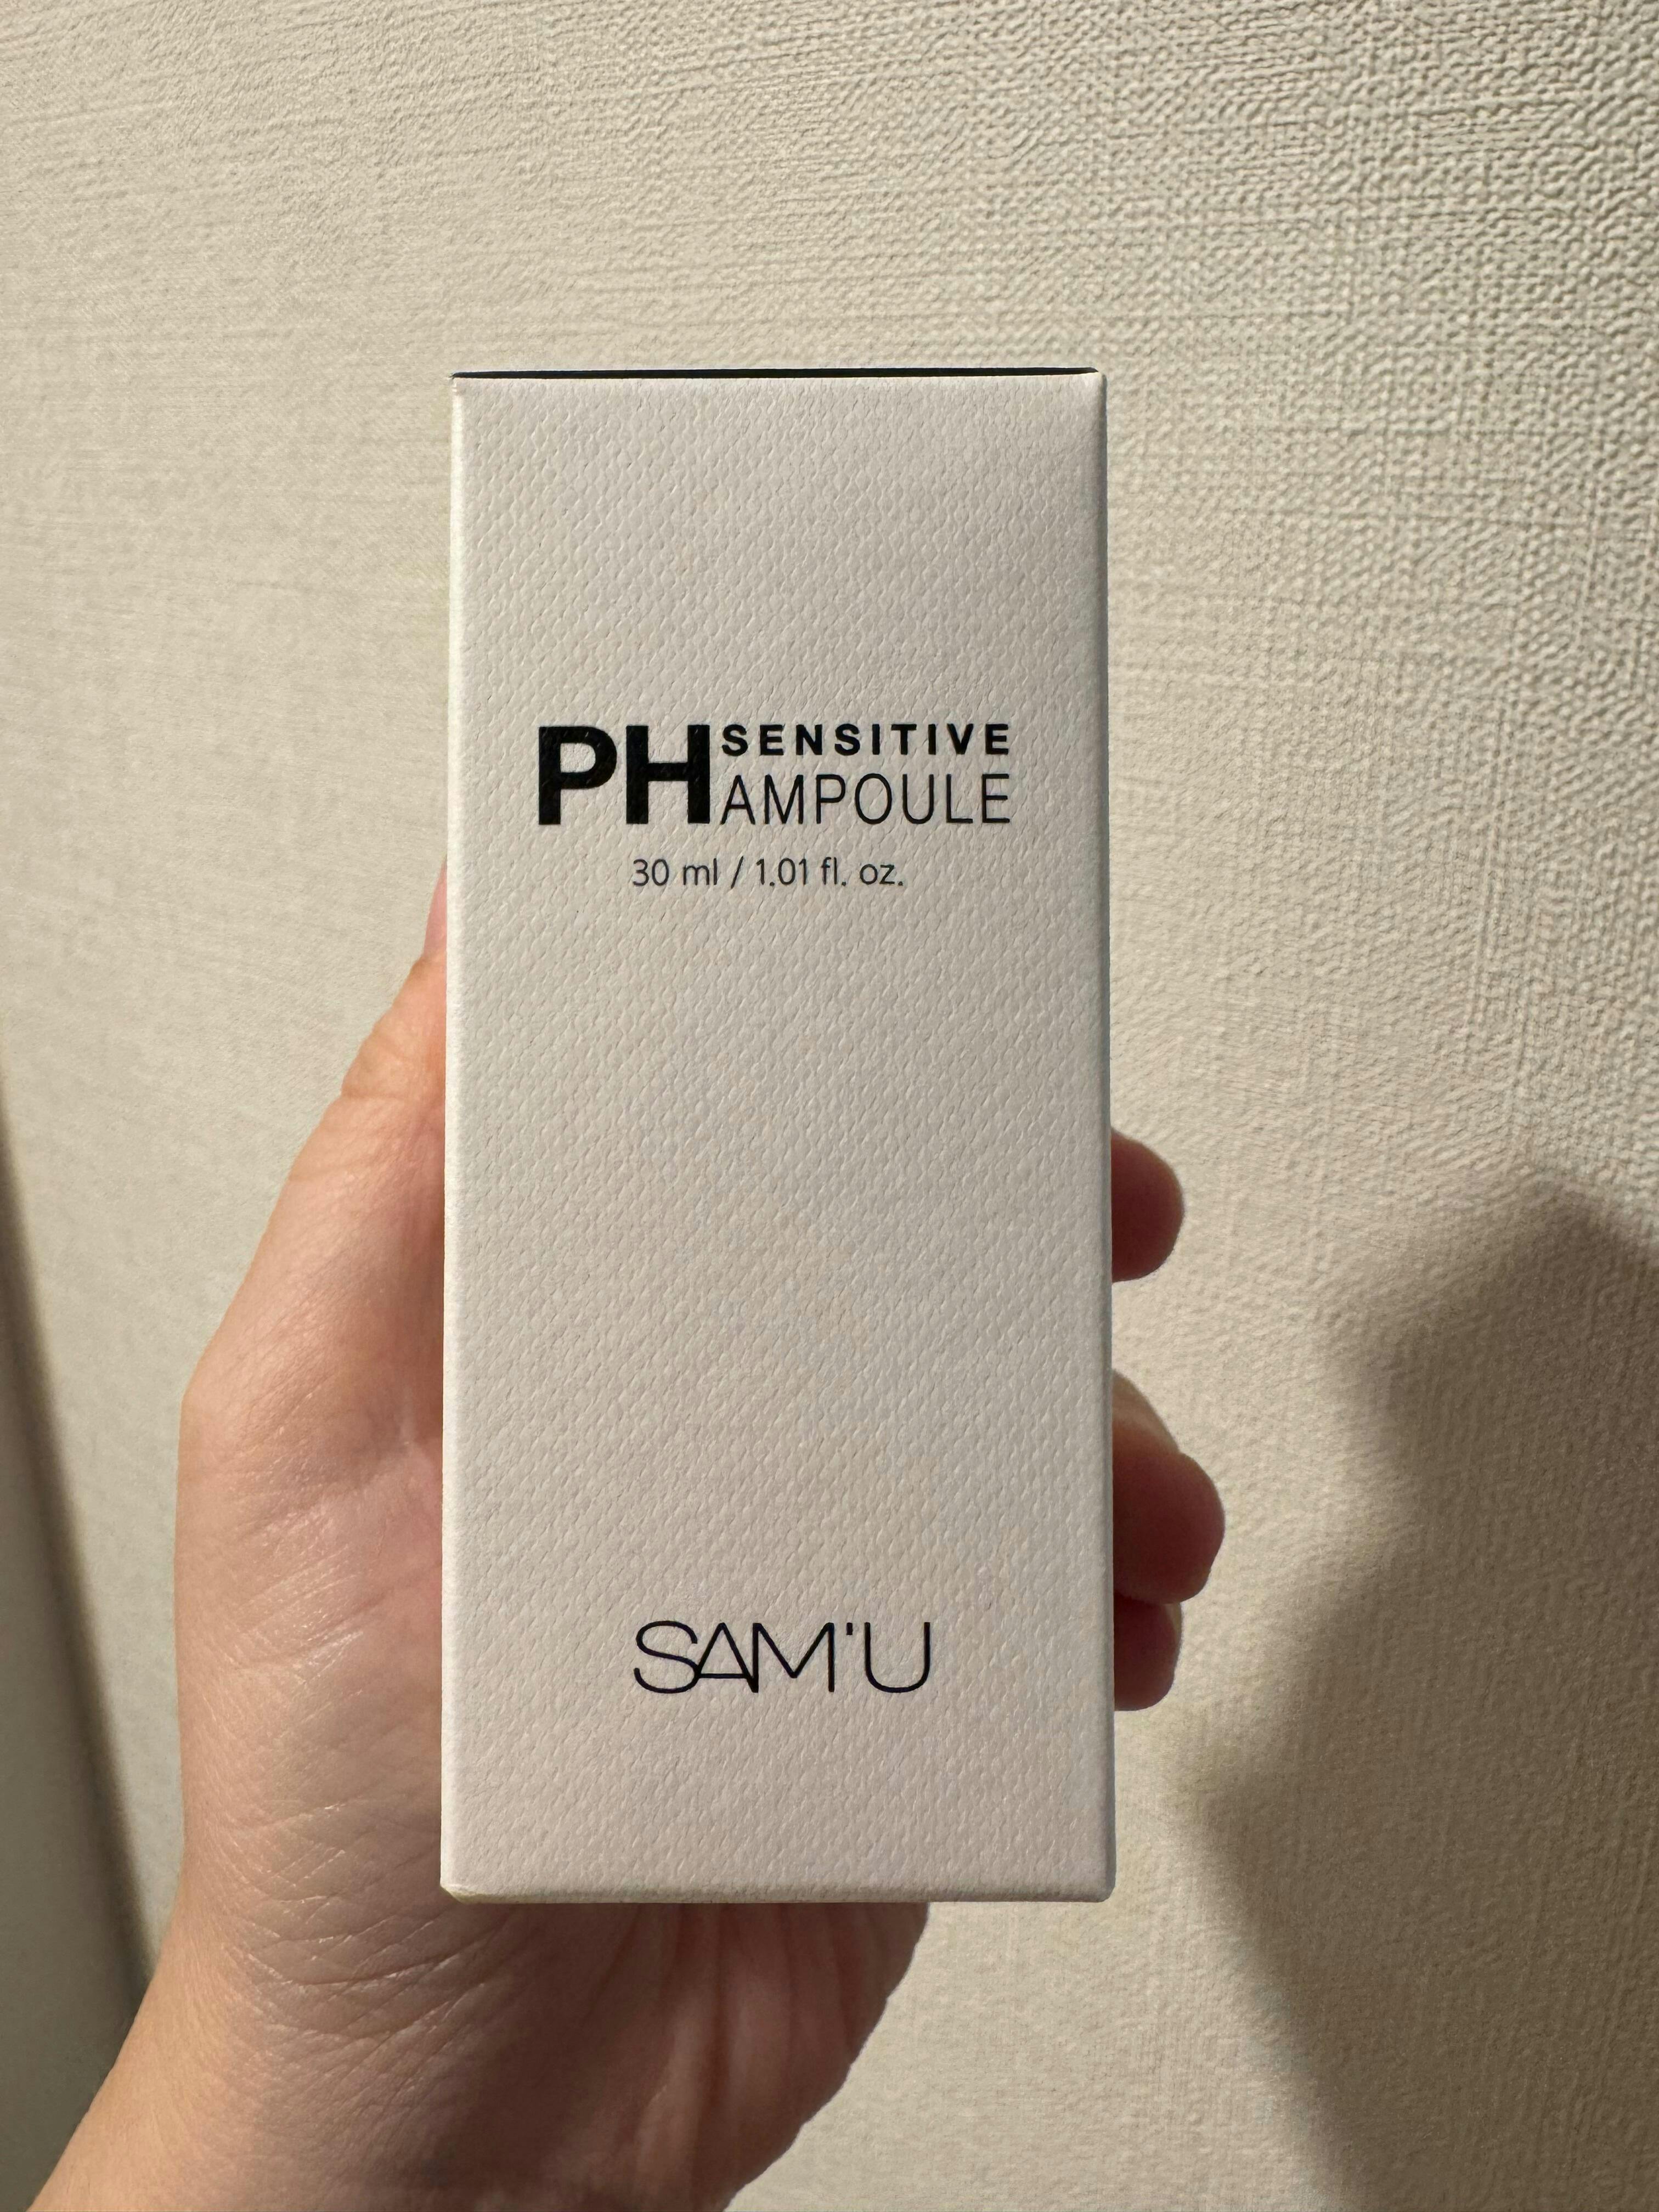 PH SENSITIVE
AMPOULE
30 ml / 1.01 fl. oz.
SAM'U